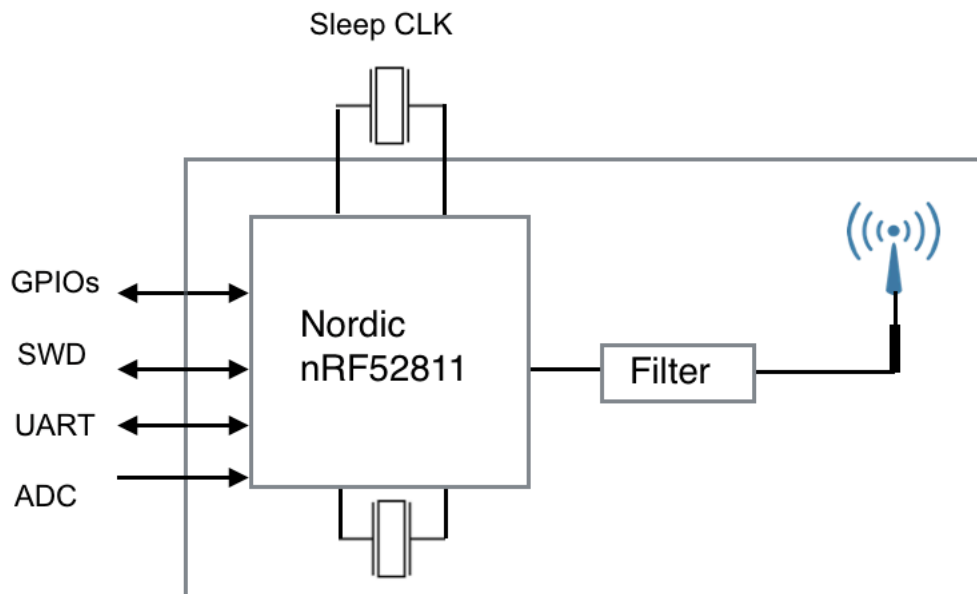 Sleep CLK
GPIOs
SWD
UART
ADC
Nordic
nRF52811
Filter